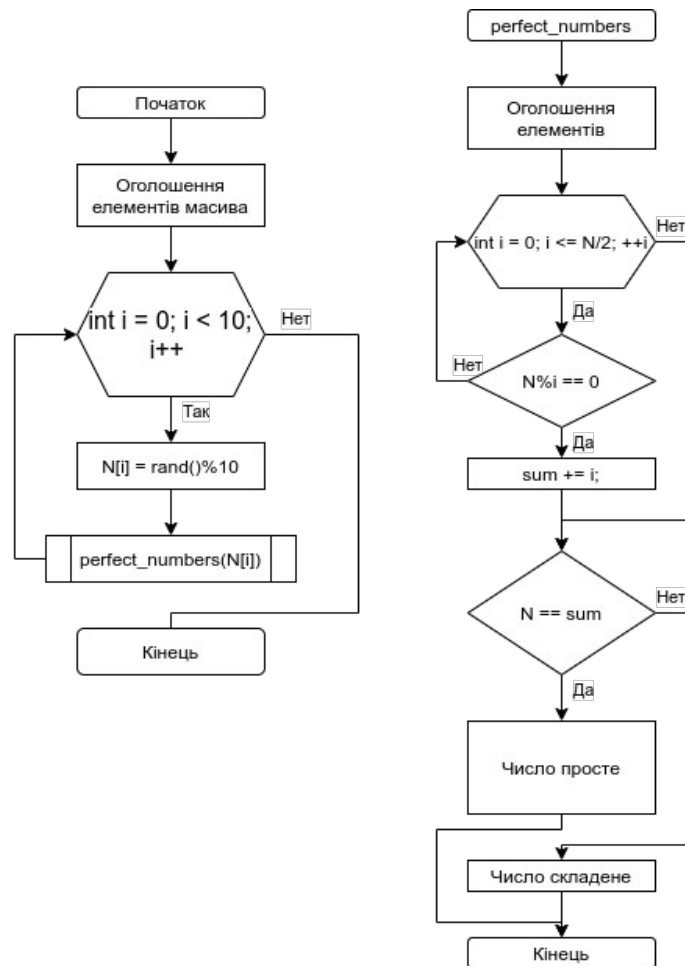 Початок
Оголошення
елементів масива
int i = 0; i < 10;
i++
Нет
Так
N[i] = rand()%10
perfect_numbers(N[i])
Кінець
perfect_numbers
Оголошення
елементів
int i = 0; i <= N/2; ++i
Нет
Да
Нет
N%i == 0
Да
sum += i;
N == sum
Нет
Да
Число просте
Число складене
Кінець